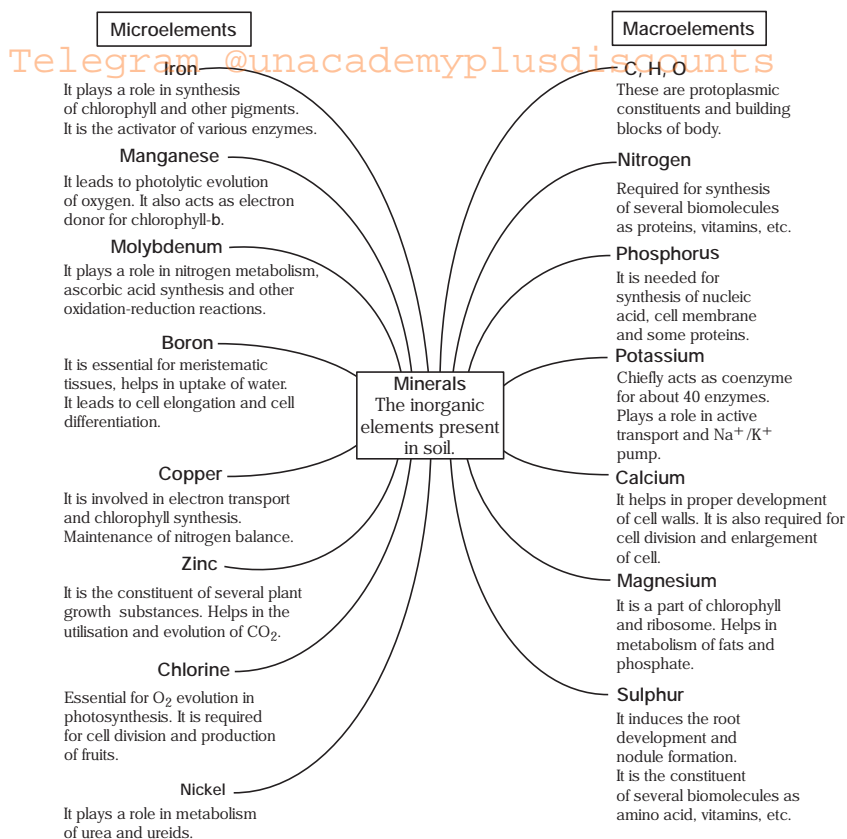 Microelements
Macroelements
Telegram @unacademyplusdiscounts
Iron
It plays a role in synthesis
of chlorophyll and other pigments.
It is the activator of various enzymes.
Manganese
It leads to photolytic evolution
of oxygen. It also acts as electron
donor for chlorophyll-b.
Molybdenum
It plays a role in nitrogen metabolism,
ascorbic acid synthesis and other
oxidation-reduction reactions.
Boron
It is essential for meristematic
tissues, helps in uptake of water.
It leads to cell elongation and cell
differentiation.
Copper
It is involved in electron transport
and chlorophyll synthesis.
Maintenance of nitrogen balance.
Zinc
It is the constituent of several plant
growth substances. Helps in the
utilisation and evolution of CO₂.
Chlorine
Essential for O₂ evolution in
photosynthesis. It is required
for cell division and production
of fruits.
Nickel
It plays a role in metabolism
of urea and ureids.
Minerals
The inorganic
elements present
in soil.
C, H, O
These are protoplasmic
constituents and building
blocks of body.
Nitrogen
Required for synthesis
of several biomolecules
as proteins, vitamins, etc.
Phosphorus
It is needed for
synthesis of nucleic
acid, cell membrane
and some proteins.
Potassium
Chiefly acts as coenzyme
for about 40 enzymes.
Plays a role in active
transport and Na⁺/K⁺
pump.
Calcium
It helps in proper development
of cell walls. It is also required for
cell division and enlargement
of cell.
Magnesium
It is a part of chlorophyll
and ribosome. Helps in
metabolism of fats and
phosphate.
Sulphur
It induces the root
development and
nodule formation.
It is the constituent
of several biomolecules as
amino acid, vitamins, etc.